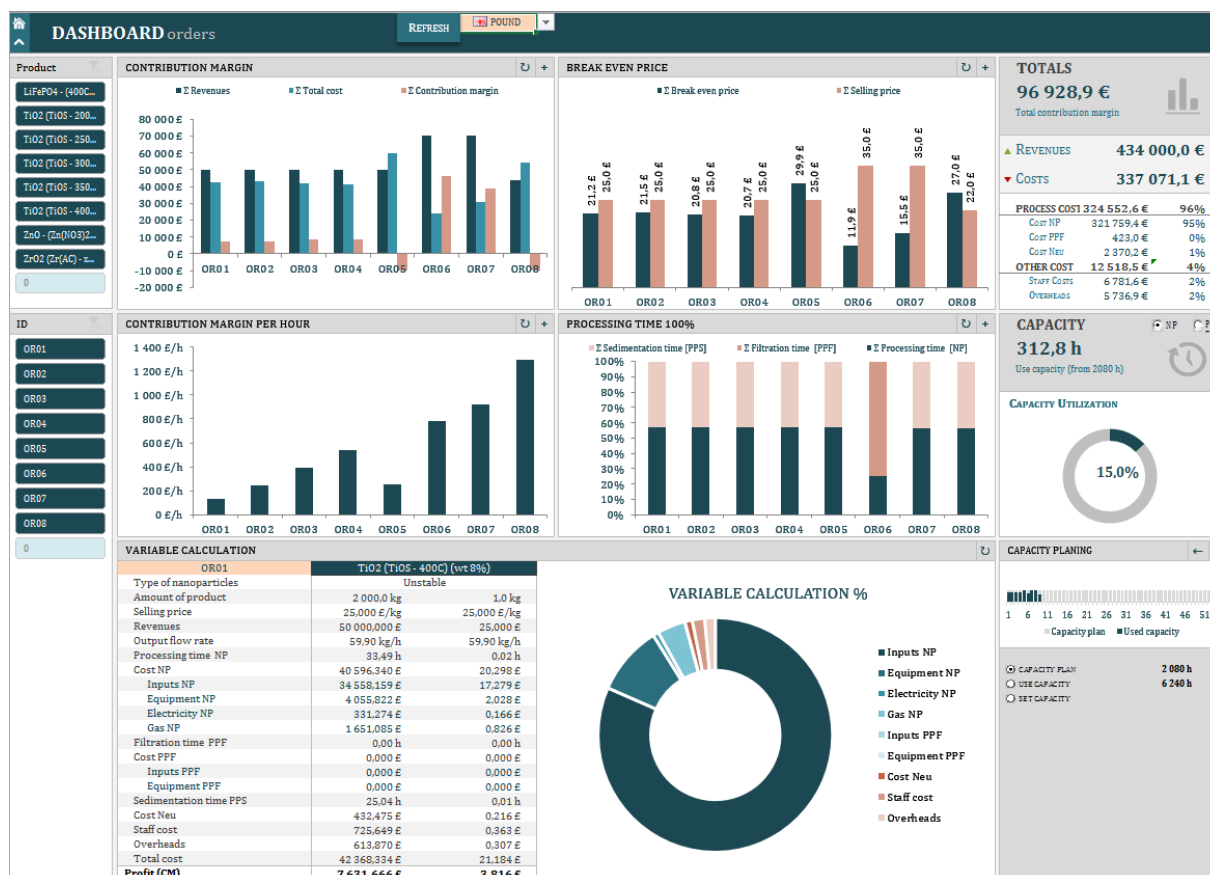 DASHBOARD orders
REFRESH
POUND
Product
LiFePO4 - (400C...
TiO2 (TiOS - 200...
TiO2 (TiOS - 250...
TiO2 (TiOS - 300...
TiO2 (TiOS - 350...
TiO2 (TiOS - 400...
ZnO - (Zn(NO3)2...
ZrO2 (Zr(AC) - x...
0
ID
OR01
OR02
OR03
OR04
OR05
OR06
OR07
OR08
0
CONTRIBUTION MARGIN
Σ Revenues Σ Total cost Σ Contribution margin
80 000 £
70 000 £
60 000 £
50 000 £
40 000 £
30 000 £
20 000 £
10 000 £
0 £
-10 000 £
-20 000 £
OR01 OR02 OR03 OR04 OR05 OR06 OR07 OR08
BREAK EVEN PRICE
Σ Break even price Σ Selling price
21,2 £ 25,0 £ 21,5 £ 25,0 £ 20,8 £ 25,0 £ 20,7 £ 25,0 £ 29,9 £ 25,0 £ 11,9 £ 35,0 £ 15,5 £ 35,0 £ 27,0 £ 22,0 £
OR01 OR02 OR03 OR04 OR05 OR06 OR07 OR08
TOTALS
96 928,9 €
Total contribution margin
REVENUES 434 000,0 €
COSTS 337 071,1 €
PROCESS COST 324 552,6 € 96%
COST NP 321 759,4 € 95%
COST PPF 423,0 € 0%
COST NEU 2 370,2 € 1%
OTHER COST 12 518,5 € 4%
STAFF COSTS 6 781,6 € 2%
OVERHEADS 5 736,9 € 2%
CONTRIBUTION MARGIN PER HOUR
1 400 £/h
1 200 £/h
1 000 £/h
800 £/h
600 £/h
400 £/h
200 £/h
0 £/h
OR01 OR02 OR03 OR04 OR05 OR06 OR07 OR08
PROCESSING TIME 100%
Σ Sedimentation time [PPS] Σ Filtration time [PPF] Σ Processing time [NP]
100%
90%
80%
70%
60%
50%
40%
30%
20%
10%
0%
OR01 OR02 OR03 OR04 OR05 OR06 OR07 OR08
CAPACITY NP
312,8 h
Use capacity (from 2080 h)
CAPACITY UTILIZATION
15,0%
VARIABLE CALCULATION
OR01 TiO2 (TiOS - 400C) (wt 8%)
Type of nanoparticles Unstable
Amount of product 2 000,0 kg 1,0 kg
Selling price 25,000 £/kg 25,000 £/kg
Revenues 50 000,000 £ 25,000 £
Output flow rate 59,90 kg/h 59,90 kg/h
Processing time NP 33,49 h 0,02 h
Cost NP 40 596,340 £ 20,298 £
Inputs NP 34 558,159 £ 17,279 £
Equipment NP 4 055,822 £ 2,028 £
Electricity NP 331,274 £ 0,166 £
Gas NP 1 651,085 £ 0,826 £
Filtration time PPF 0,00 h 0,00 h
Cost PPF 0,000 £ 0,000 £
Inputs PPF 0,000 £ 0,000 £
Equipment PPF 0,000 £ 0,000 £
Sedimentation time PPS 25,04 h 0,01 h
Cost Neu 432,475 £ 0,216 £
Staff cost 725,649 £ 0,363 £
Overheads 613,870 £ 0,307 £
Total cost 42 368,334 £ 21,184 £
Profit (CM) 7 631,666 £ 3,816 £
VARIABLE CALCULATION %
Inputs NP
Equipment NP
Electricity NP
Gas NP
Inputs PPF
Equipment PPF
Cost Neu
Staff cost
Overheads
CAPACITY PLANING
1 6 11 16 21 26 31 36 41 46 51
Capacity plan Used capacity
CAPACITY PLAN 2 080 h
USE CAPACITY 6 240 h
SET CAPACITY